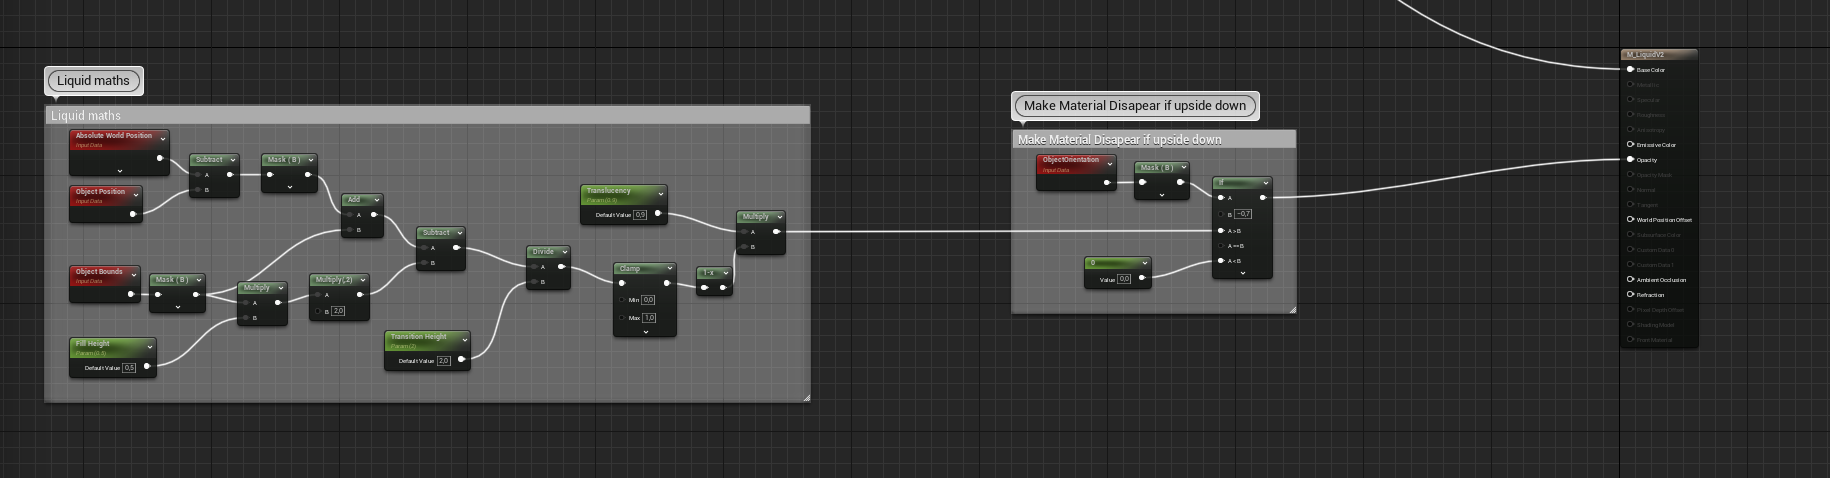 Liquid maths
Liquid maths
Absolute World Position
Input Data
Object Position
Input Data
Subtract
A
B
Mask ( B )
Add
A
B
Object Bounds
Input Data
Mask ( B )
Multiply
A
B
Multiply(,2)
A
B 2,0
Fill Height
Param (0.5)
Default Value 0,5
Subtract
A
B
Transition Height
Param (2)
Default Value 2,0
Divide
A
B
Translucency
Param (0.9)
Default Value 0,9
Clamp
Min 0,0
Max 1,0
1-x
Multiply
A
B
Make Material Disapear if upside down
Make Material Disapear if upside down
ObjectOrientation
Input Data
Mask ( B )
0
Value 0,0
If
A
B -0,7
A > B
A == B
A < B
M_LiquidV2
Base Color
Metallic
Specular
Roughness
Anisotropy
Emissive Color
Opacity
Opacity Mask
Normal
Tangent
World Position Offset
Subsurface Color
Custom Data 0
Custom Data 1
Ambient Occlusion
Refraction
Pixel Depth Offset
Shading Model
Front Material